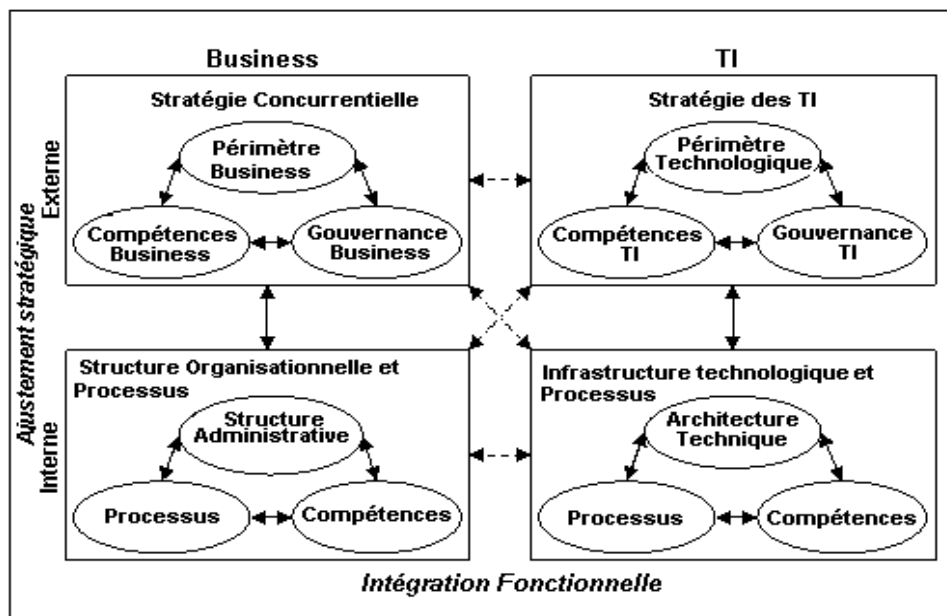 Business
TI
Stratégie Concurrentielle
Périmètre
Business
Compétences
Business
Gouvernance
Business
Stratégie des TI
Périmètre
Technologique
Compétences
TI
Gouvernance
TI
Ajustement stratégique
Externe
Interne
Structure Organisationnelle et
Processus
Structure
Administrative
Processus
Compétences
Infrastructure technologique et
Processus
Architecture
Technique
Processus
Compétences
Intégration Fonctionnelle